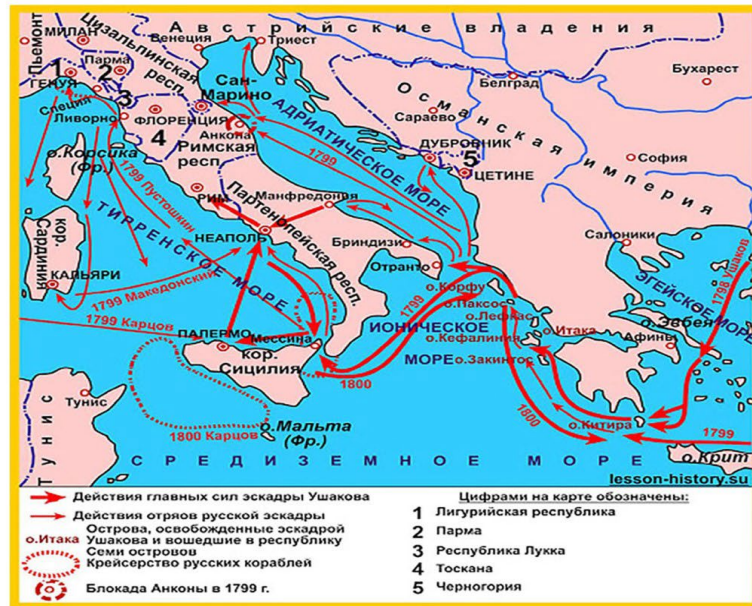 Австрийские владения
Пьемонт
МИЛАН
Цизальпинская
респ.
Венеция
Триест
Парма
1
2
3
4
ГЕНУЯ
Сан-
Марино
Белград
Бухарест
Специя
Ливорно
ФЛОРЕНЦИЯ
Анкона
Римская
респ.
АДРИАТИЧЕСКОЕ МОРЕ
1799
Сараево
Османская империя
ДУБРОВНИК
5
ЦЕТИНЕ
София
о.Корсика
(Фр.)
1799 Пустошкин
РИМ
Партенопейская респ.
Манфредония
ТИРРЕНСКОЕ МОРЕ
НЕАПОЛЬ
Бриндизи
Отранто
Салоники
кор.
Сардиния
КАЛЬЯРИ
1799 Македонский
1799 Карцов
ПАЛЕРМО
Мессина
кор.
Сицилия
1799
1800
о.Корфу
о.Паксос
о.Лефкас
ИОНИЧЕСКОЕ
о.Итака
о.Кефалиния
МОРЕ
о.Закинтос
ЭГЕЙСКОЕ МОРЕ
1798 Ушаков
о.Эвбея
Афины
Тунис
Тунис
1800 Карцов
о.Мальта
(Фр.)
1800
о.Китира
1799
о.Крит
СРЕДИЗЕМНОЕ МОРЕ
lesson-history.su
Действия главных сил эскадры Ушакова
Действия отряов русской эскадры
Острова, освобожденные эскадрой
о.Итака Ушакова и вошедшие в республику
Семи островов
Крейсерство русских кораблей
Блокада Анконы в 1799 г.
Цифрами на карте обозначены:
1 Лигурийская республика
2 Парма
3 Республика Лукка
4 Тоскана
5 Черногория